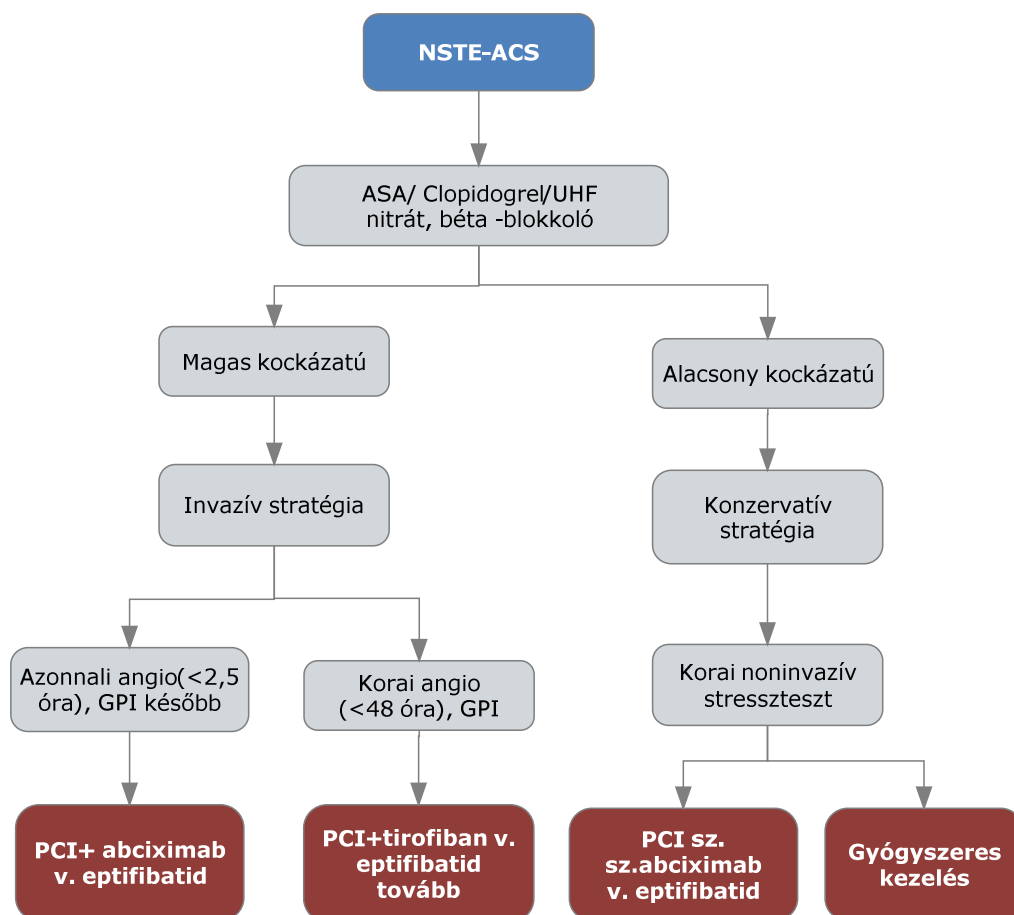 NSTE-ACS
ASA/ Clopidogrel/UHF
nitrát, béta -blokkoló
Magas kockázatú
Alacsony kockázatú
Invazív stratégia
Konzervatív
stratégia
Azonnali angio(<2,5
óra), GPI később
Korai angio
(<48 óra), GPI
Korai noninvazív
stresszteszt
PCI+ abciximab
v. eptifibatid
PCI+tirofiban v.
eptifibatid
tovább
PCI sz.
sz.abciximab
v. eptifibatid
Gyógyszeres
kezelés